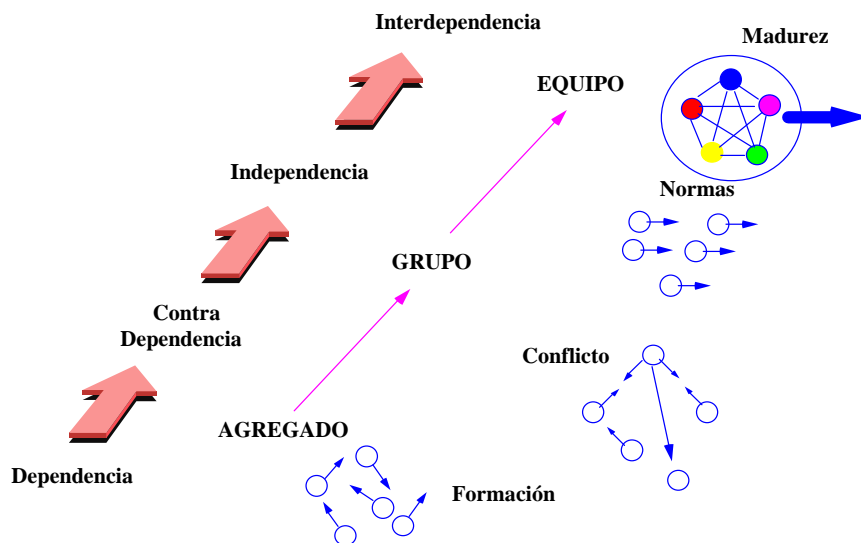 Interdependencia
Madurez
EQUIPO
Independencia
Normas
GRUPO
Contra
Dependencia
Conflicto
AGREGADO
Dependencia
Formación